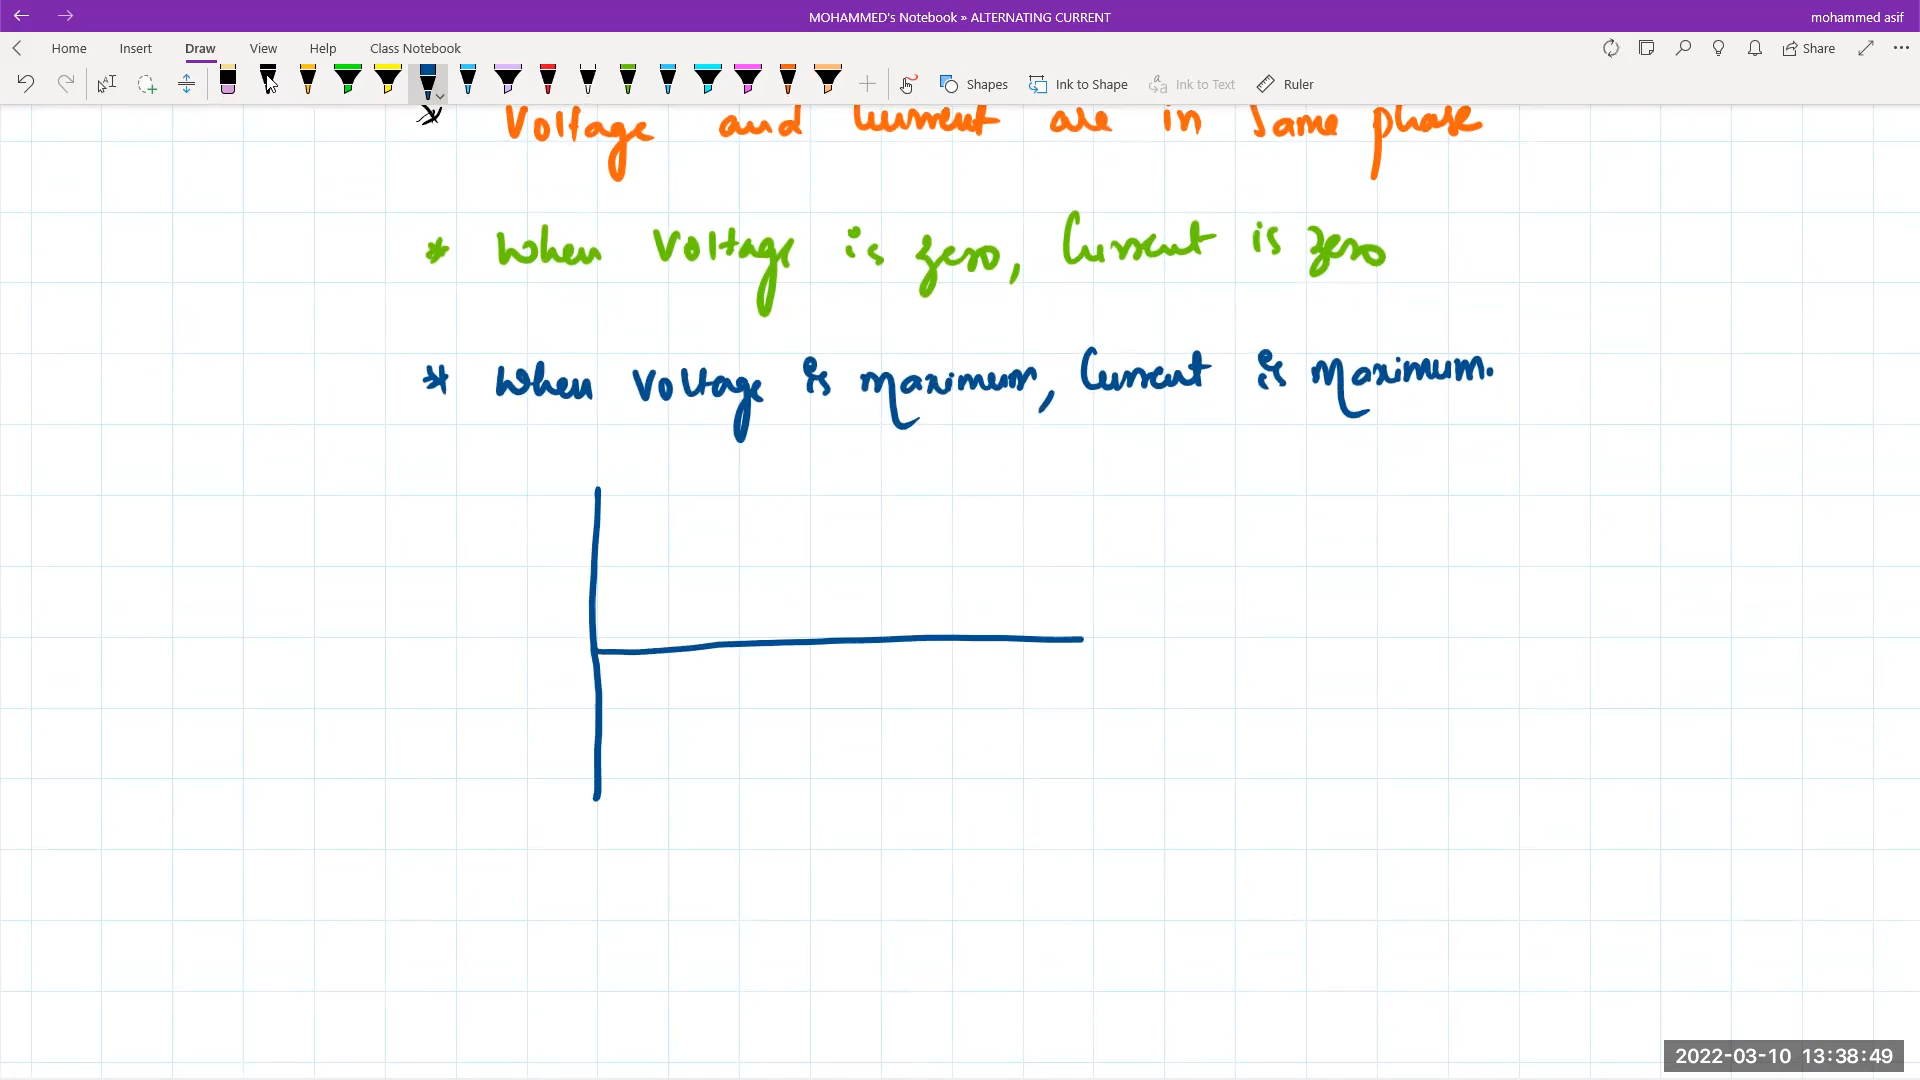 MOHAMMED's Notebook » ALTERNATING CURRENT
mohammed asif
Home Insert Draw View Help Class Notebook
Share
Shapes Ink to Shape Ink to Text Ruler
Voltage and Current are in Same phase
* When Voltage is zero, Current is zero
* When Voltage is maximum, Current is maximum.
2022-03-10 13:38:49